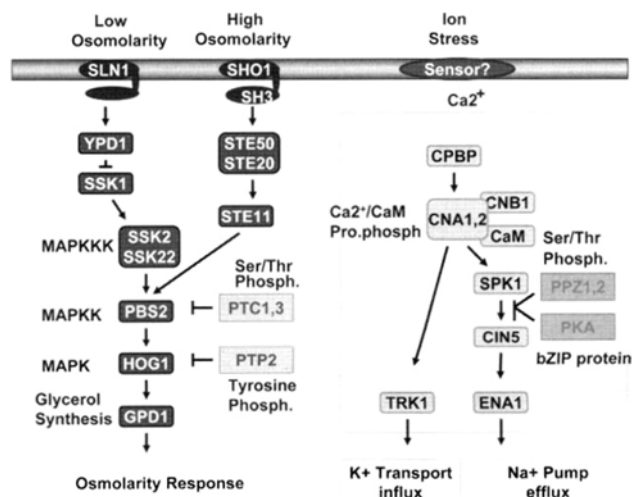 Low
Osomolarity
High
Osomolarity
Ion
Stress
SLN1
SHO1
Sensor?
SH3
Ca2+
YPD1
STE50
STE20
CPBP
SSK1
STE11
Ca2+/CaM
Pro.phosph
CNA1,2
CNB1
CaM
MAPKKK
SSK2
SSK22
Ser/Thr
Phosph.
Ser/Thr
Phosph.
SPK1
PPZ1,2
MAPKK
PBS2
PTC1,3
CIN5
PKA
MAPK
HOG1
PTP2
bZIP protein
Tyrosine
Phosph.
Glycerol
Synthesis
GPD1
TRK1
ENA1
Osmolarity Response
K+ Transport
influx
Na+ Pump
efflux